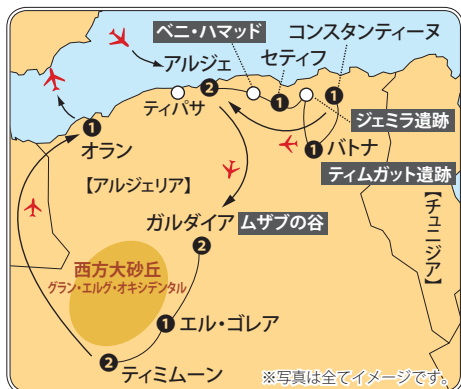 ベニ・ハマッド
コンスタンティーヌ
アルジェ
セティフ
2
ティパサ
1
1
ジェミラ遺跡
1
オラン
1
バトナ
ティムガット遺跡
【アルジェリア】
【チュニジア】
ガルダイア
ムザブの谷
2
西方大砂丘
グラン・エルグ・オキシデンタル
1
エル・ゴレア
2
ティミムーン
※写真は全てイメージです。